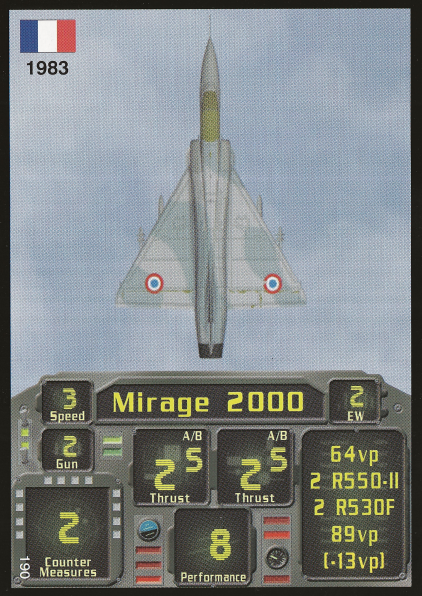 1983
3
Speed
Mirage 2000
2
EW
2
Gun
A/B
2 5
Thrust
A/B
2 5
Thrust
64vp
2 R550-II
2 R530F
89vp
(-13vp)
2
Counter
Measures
8
Performance
190